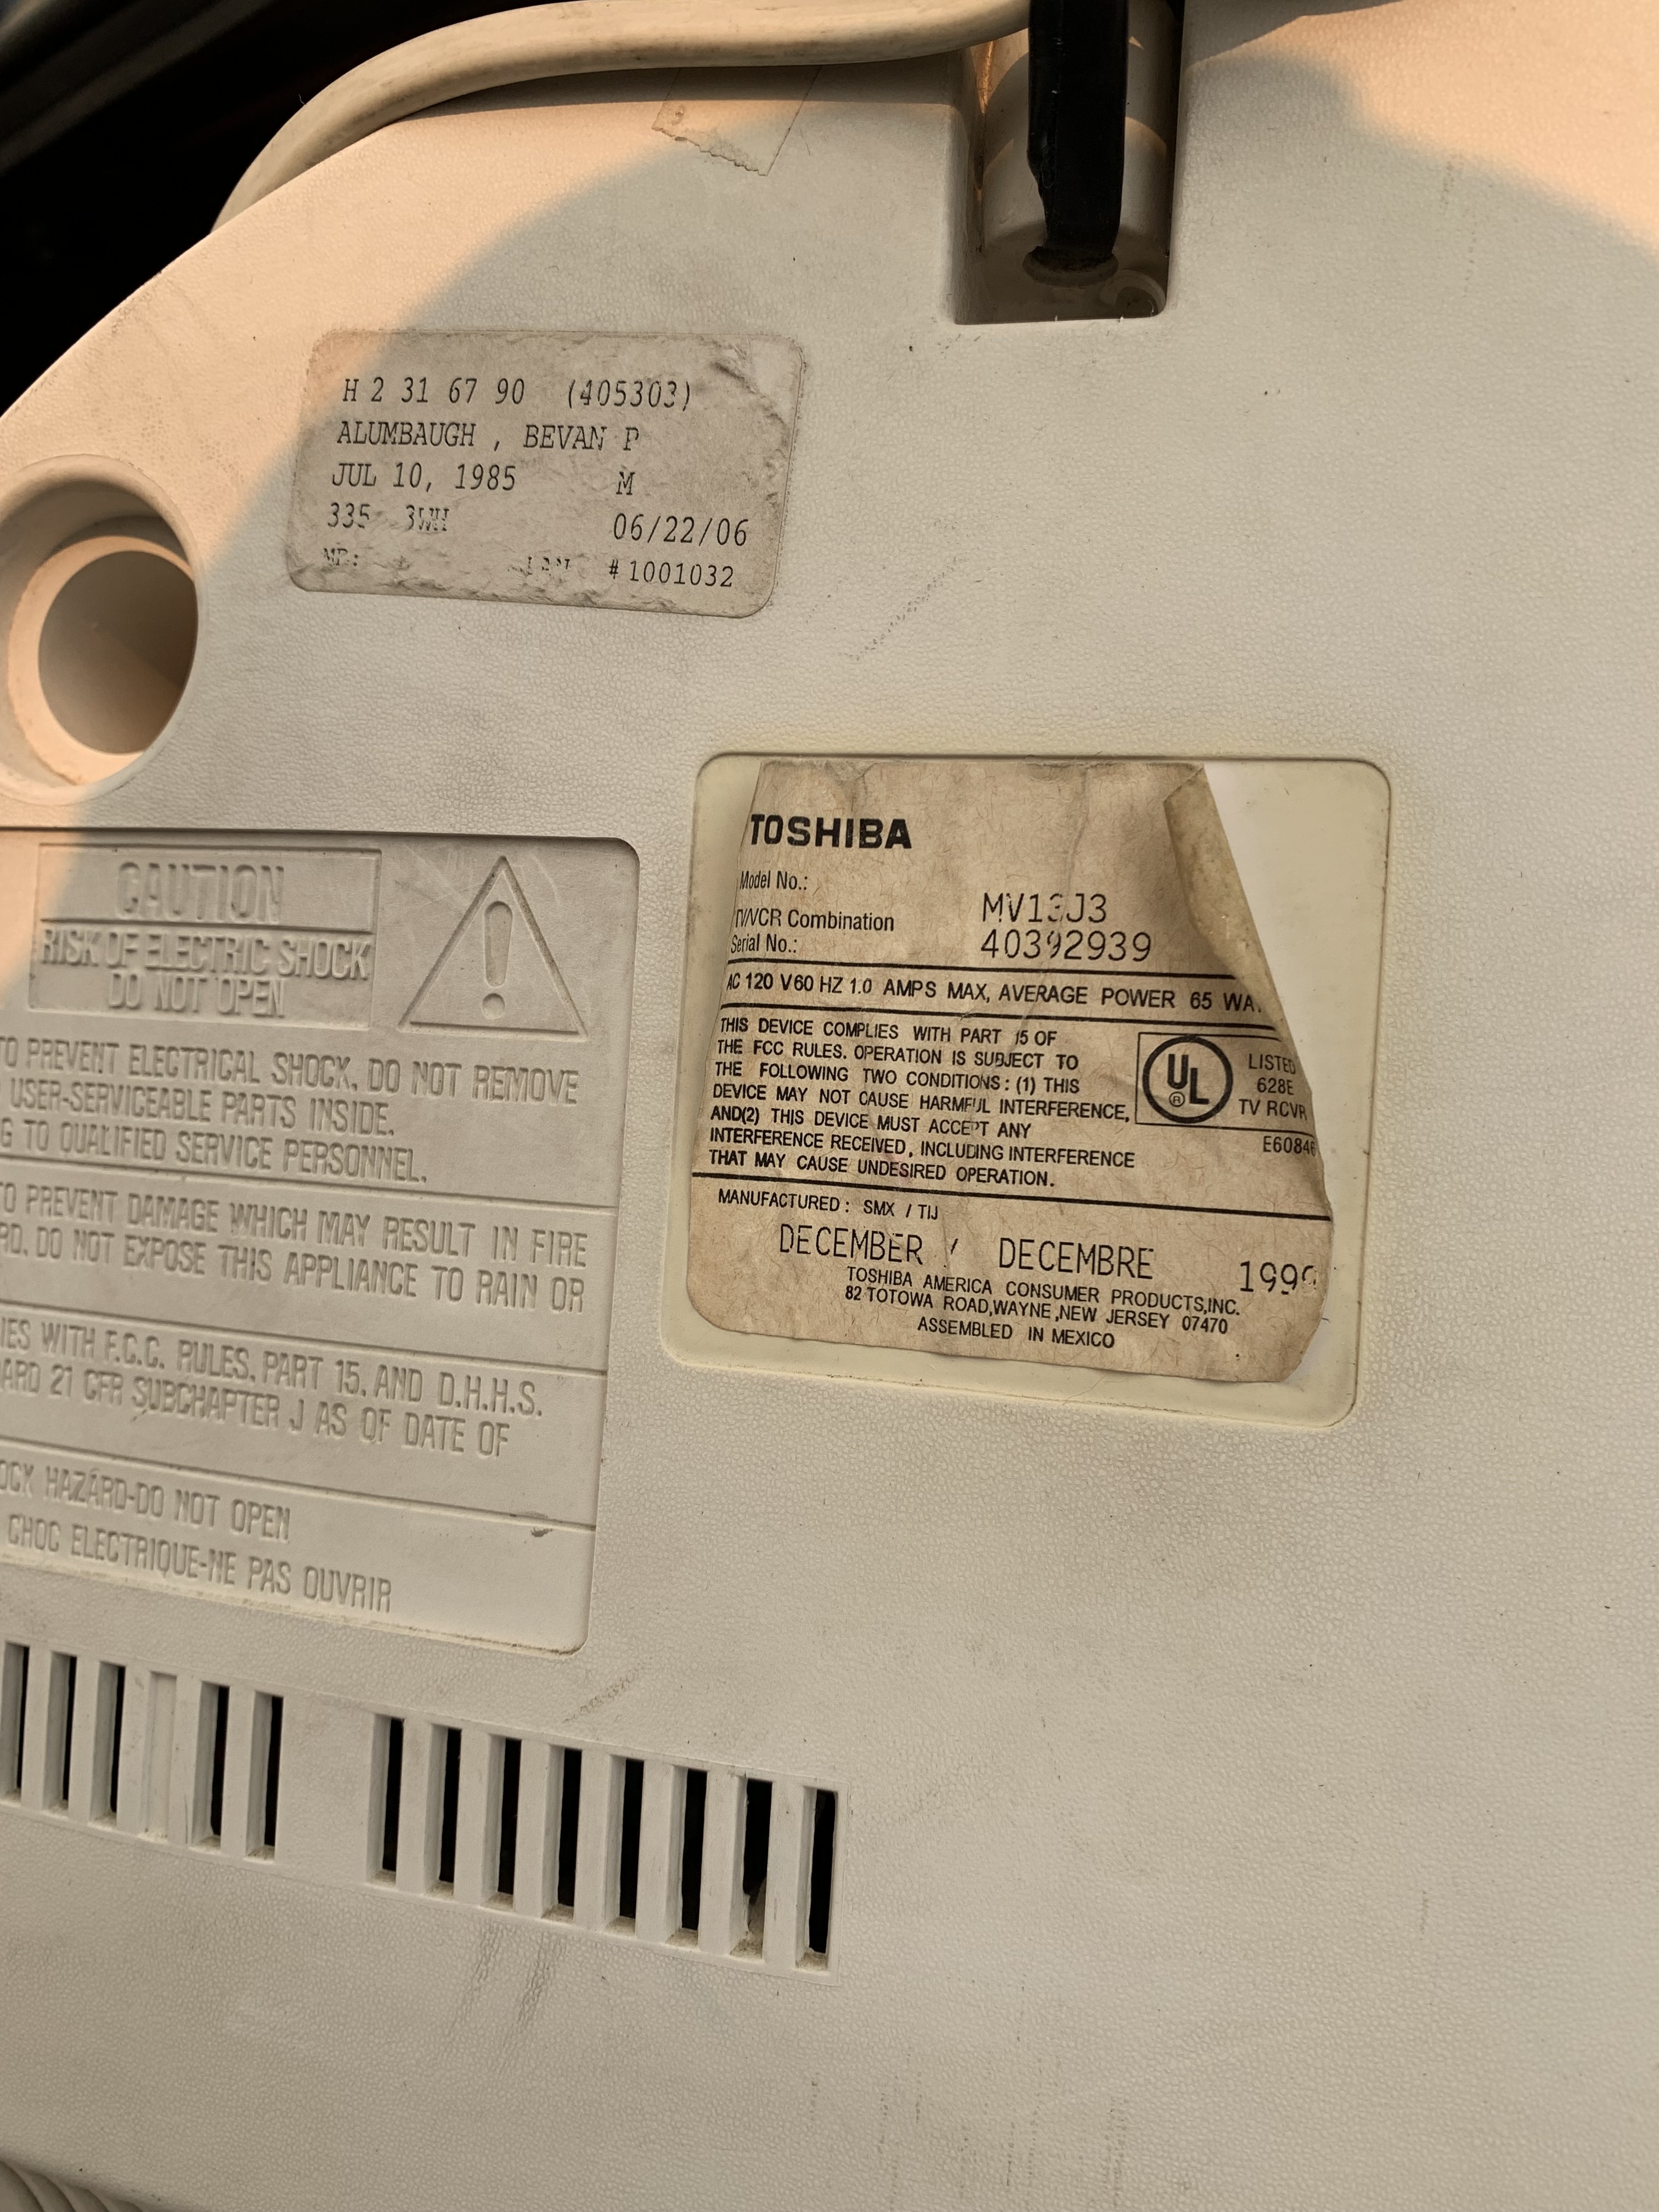 H 2 31 67 90 (405303)
ALUMBAUGH , BEVAN P
JUL 10, 1985 M
335 3WH 06/22/06
#1001032
TOSHIBA
Model No.:
MV13J3
TV/VCR Combination
Serial No.: 40392939
AC 120 V60 HZ 1.0 AMPS MAX, AVERAGE POWER 65
THIS DEVICE COMPLIES WITH PART 15 OF
THE FCC RULES. OPERATION IS SUBJECT TO
THE FOLLOWING TWO CONDITIONS: (1) THIS
DEVICE MAY NOT CAUSE HARMFUL INTERFERENCE,
AND(2) THIS DEVICE MUST ACCEPT ANY
INTERFERENCE RECEIVED, INCLUDING INTERFERENCE
THAT MAY CAUSE UNDESIRED OPERATION.
UL
®
LISTED
628E
TV RCVR
E60846
MANUFACTURED: SMX / TIJ
DECEMBER / DECEMBRE 1999
TOSHIBA AMERICA CONSUMER PRODUCTS,INC.
82 TOTOWA ROAD,WAYNE,NEW JERSEY 07470
ASSEMBLED IN MEXICO
CAUTION
RISK OF ELECTRIC SHOCK
DO NOT OPEN
TO PREVENT ELECTRICAL SHOCK, DO NOT REMOVE
USER-SERVICEABLE PARTS INSIDE.
TO QUALIFIED SERVICE PERSONNEL.
TO PREVENT DAMAGE WHICH MAY RESULT IN FIRE
DO NOT EXPOSE THIS APPLIANCE TO RAIN OR
WITH F.C.C. RULES, PART 15, AND D.H.H.S.
21 CFR SUBCHAPTER J AS OF DATE OF
HAZARD-DO NOT OPEN
CHOC ELECTRIQUE-NE PAS OUVRIR